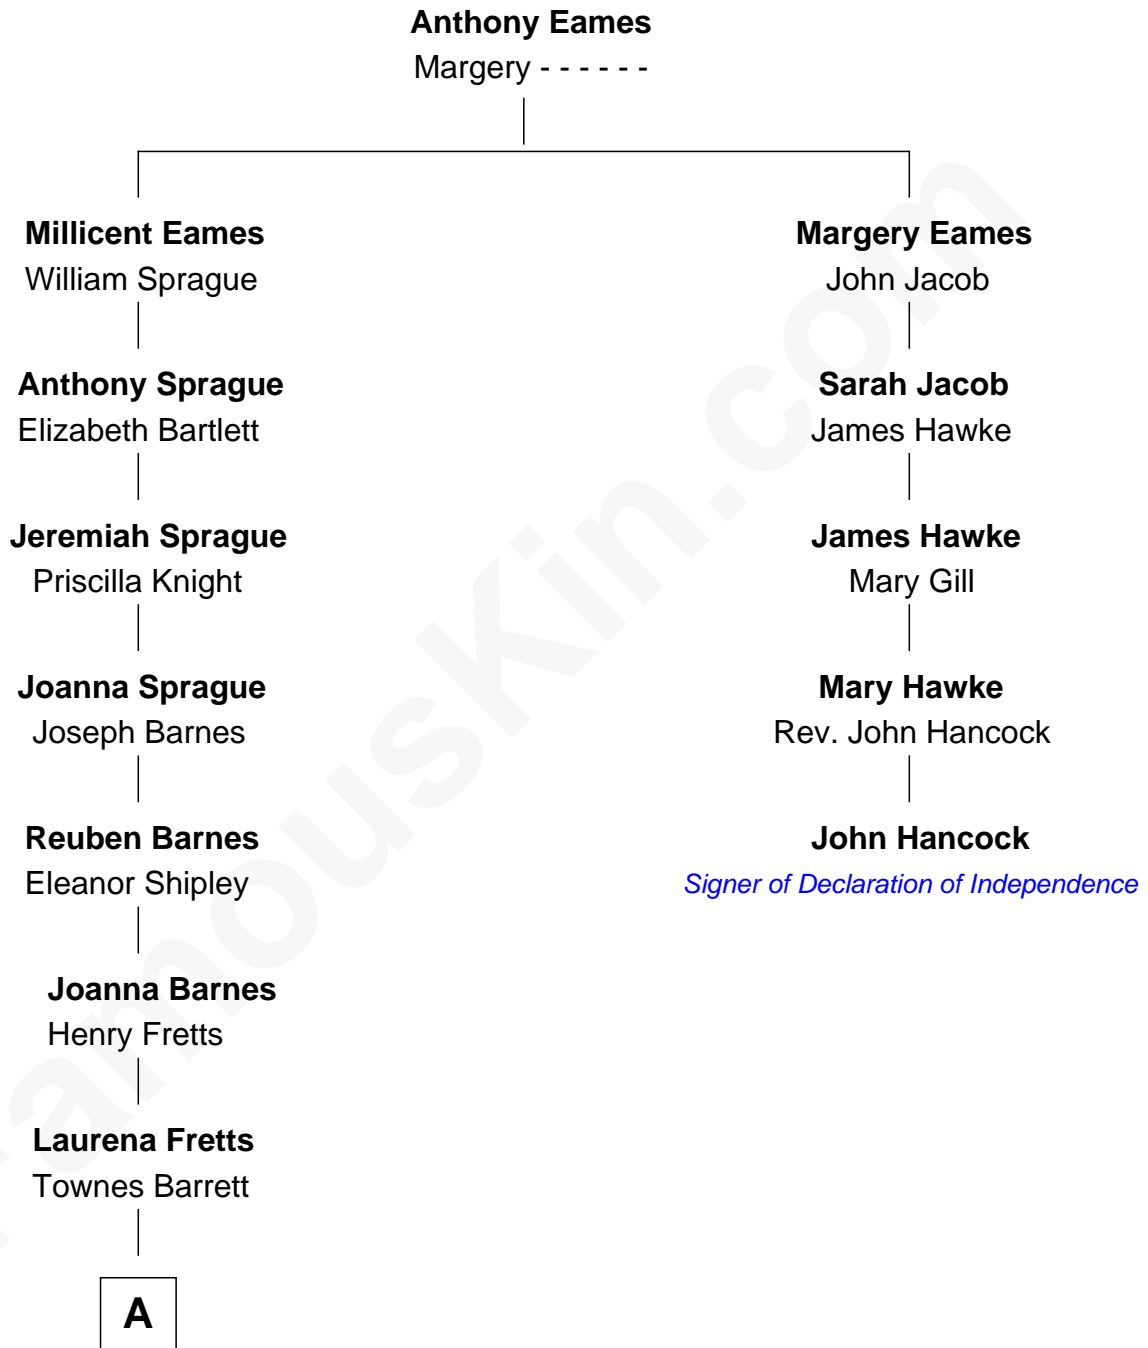 Anthony Eames
Margery - - - - - -
Millicent Eames
William Sprague
Margery Eames
John Jacob
Anthony Sprague
Elizabeth Bartlett
Sarah Jacob
James Hawke
Jeremiah Sprague
Priscilla Knight
James Hawke
Mary Gill
Joanna Sprague
Joseph Barnes
Mary Hawke
Rev. John Hancock
Reuben Barnes
Eleanor Shipley
John Hancock
Signer of Declaration of Independence
Joanna Barnes
Henry Fretts
Laurena Fretts
Townes Barrett
A
FamousKin.com